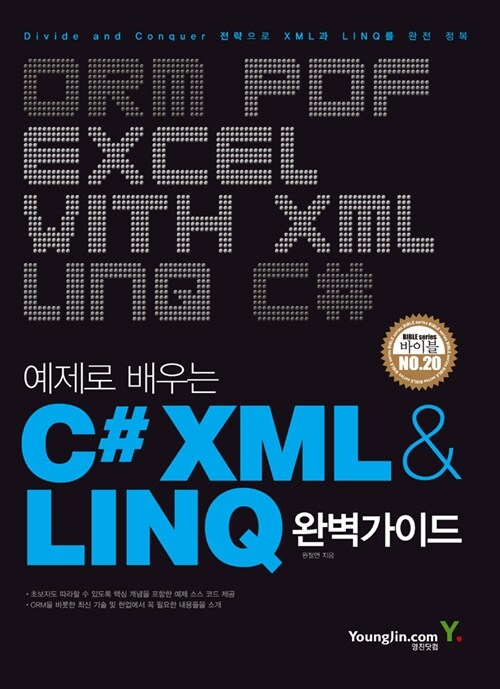 Divide and Conquer 전략으로 XML과 LINQ를 완전 정복
ORM PDF
EXCEL
WITH XML
LINQ C#
BIBLE series
바이블
NO.20
예제로 배우는
C# XML &
LINQ 완벽가이드
원정연 지음
• 초보자도 따라할 수 있도록 핵심 개념을 포함한 예제 소스 코드 제공
• ORM을 비롯한 최신 기술 및 현업에서 꼭 필요한 내용들을 소개
YoungJin.com Y.
영진닷컴